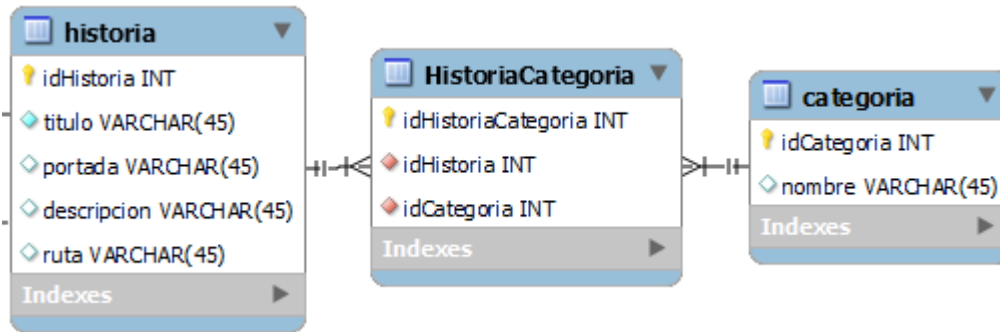 historia
idHistoria INT
titulo VARCHAR(45)
portada VARCHAR(45)
descripcion VARCHAR(45)
ruta VARCHAR(45)
Indexes
HistoriaCategoria
idHistoriaCategoria INT
idHistoria INT
idCategoria INT
Indexes
categoria
idCategoria INT
nombre VARCHAR(45)
Indexes